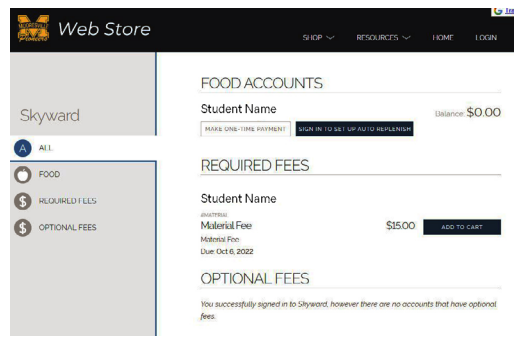 MOORESVILLE
Pioneers
Web Store
SHOP
RESOURCES
HOME
LOGIN
Skyward
A ALL
FOOD
$ REQUIRED FEES
$ OPTIONAL FEES
FOOD ACCOUNTS
Student Name
Balance: $0.00
MAKE ONE-TIME PAYMENT
SIGN IN TO SET UP AUTO REPLENISH
REQUIRED FEES
Student Name
#MATERIAL
Material Fee
$15.00
ADD TO CART
Material Fee
Due: Oct 6, 2022
OPTIONAL FEES
You successfully signed in to Skyward, however there are no accounts that have optional
fees.